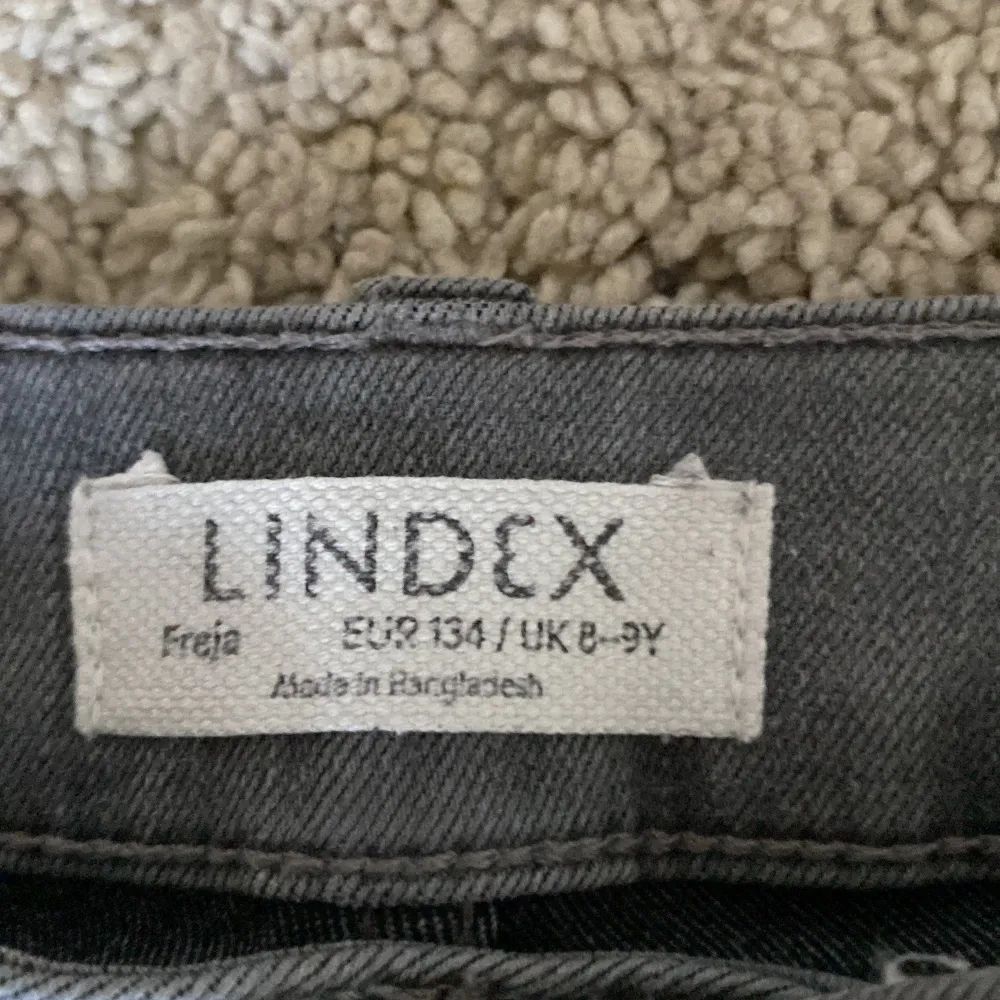 LINDEX
Freja EUR 134 / UK 8-9Y
Made in Bangladesh